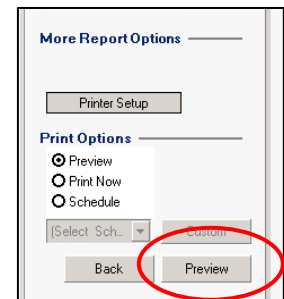 More Report Options
Printer Setup
Print Options
Preview
Print Now
Schedule
(Select Sch... Custom
Back Preview